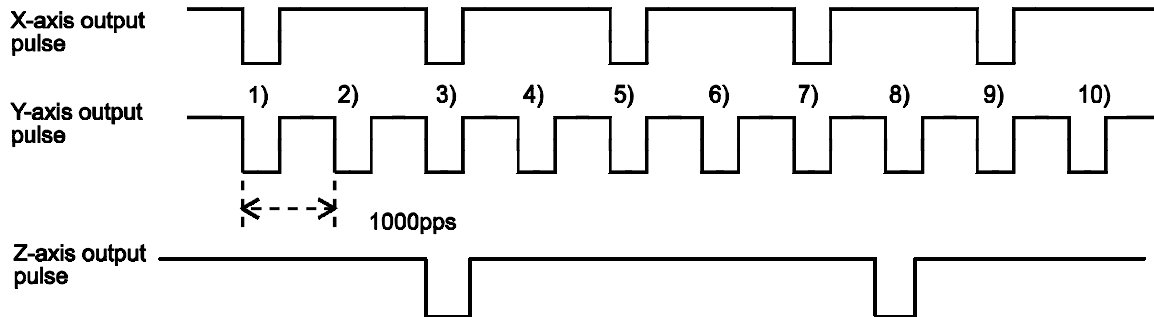 X-axis output
pulse
1) 2) 3) 4) 5) 6) 7) 8) 9) 10)
Y-axis output
pulse
1000pps
Z-axis output
pulse